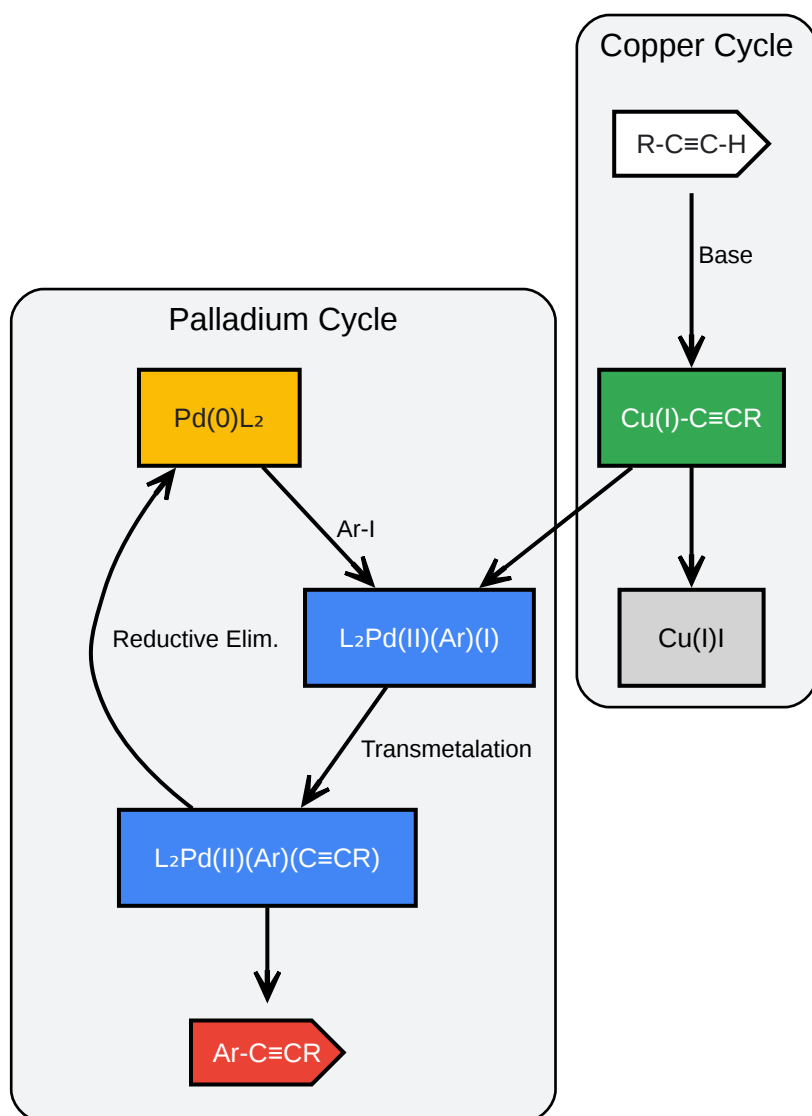 Copper Cycle
R-C≡C-H
Base
Palladium Cycle
Pd(0)L₂
Cu(I)-C≡CR
Ar-I
L₂Pd(II)(Ar)(I)
Cu(I)I
Reductive Elim.
Transmetalation
L₂Pd(II)(Ar)(C≡CR)
Ar-C≡CR